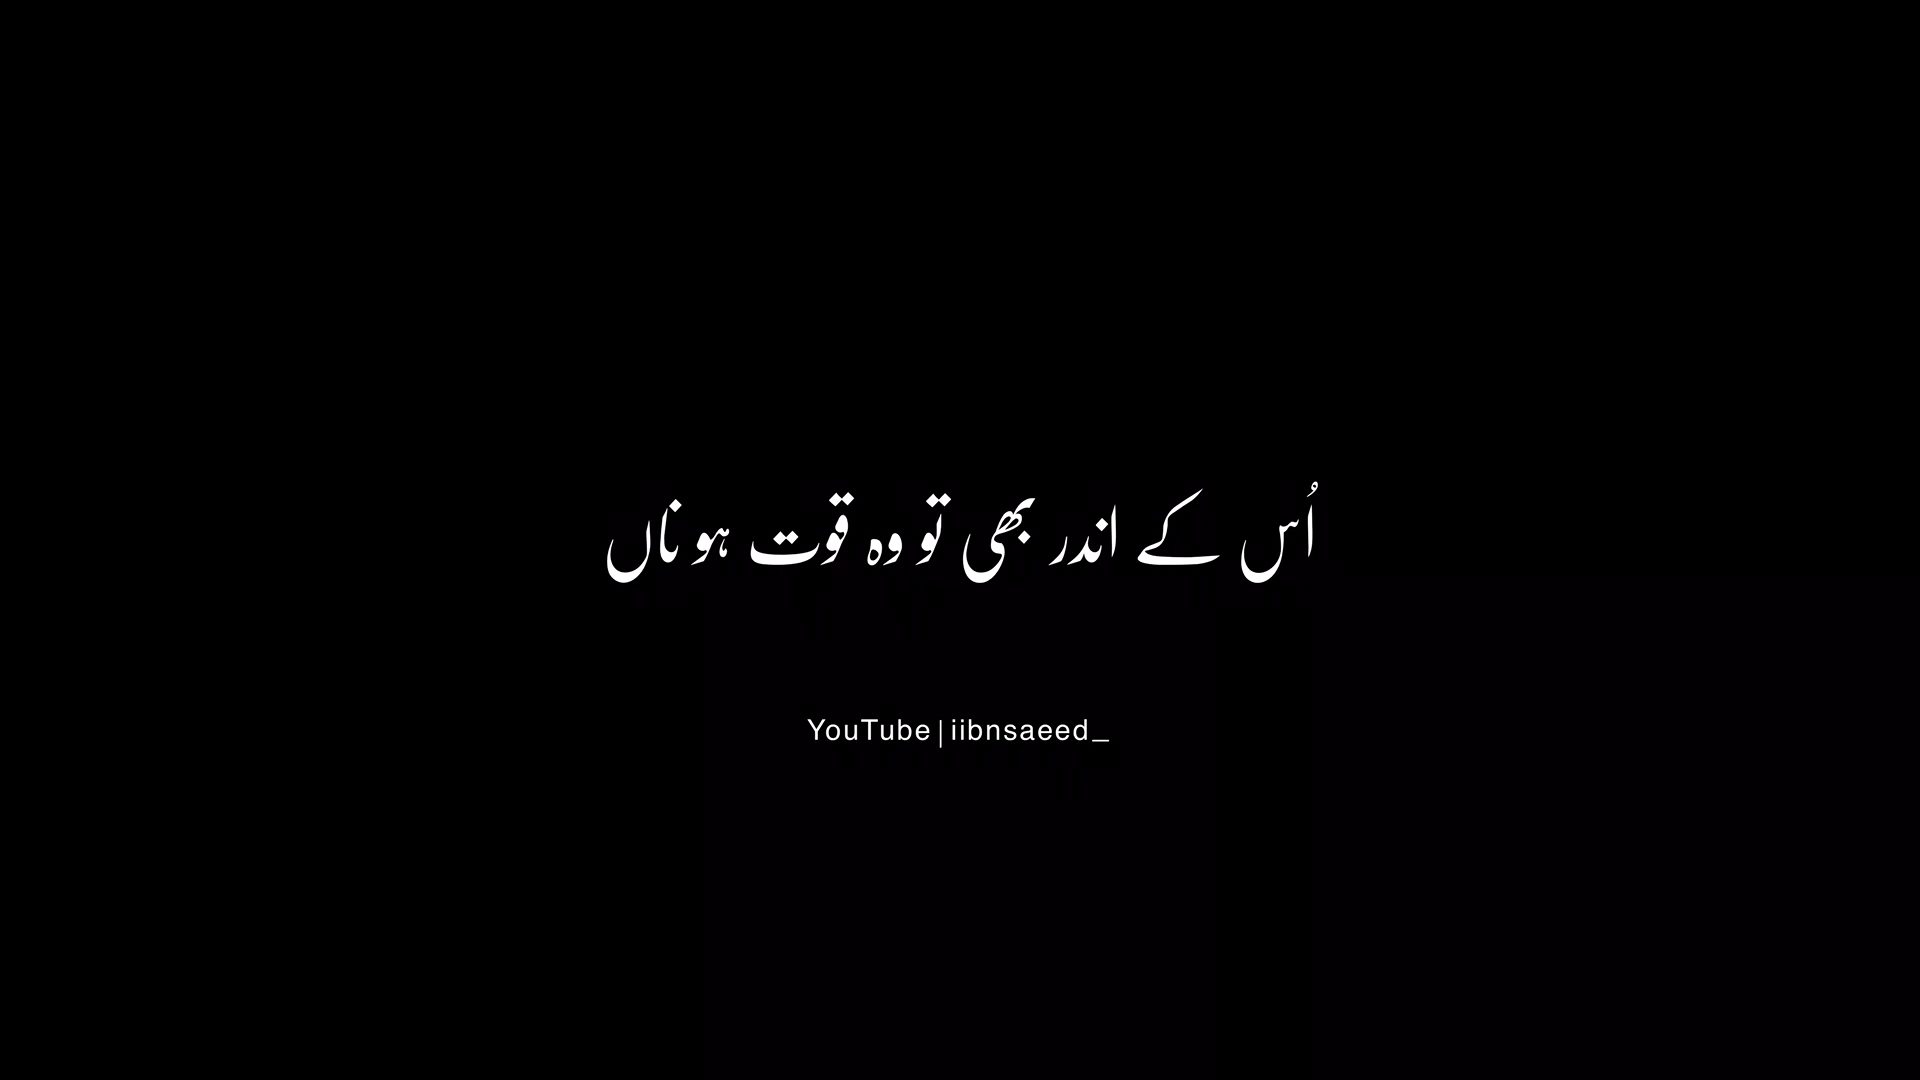 اُس کے اندر بھی تو وہ قوت ہو ناں
YouTube|iibnsaeed_